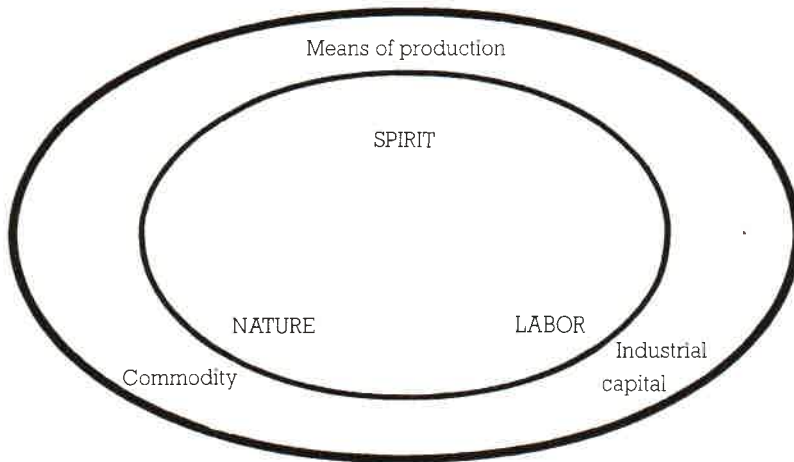 Means of production
SPIRIT
NATURE
LABOR
Industrial
Commodity
capital